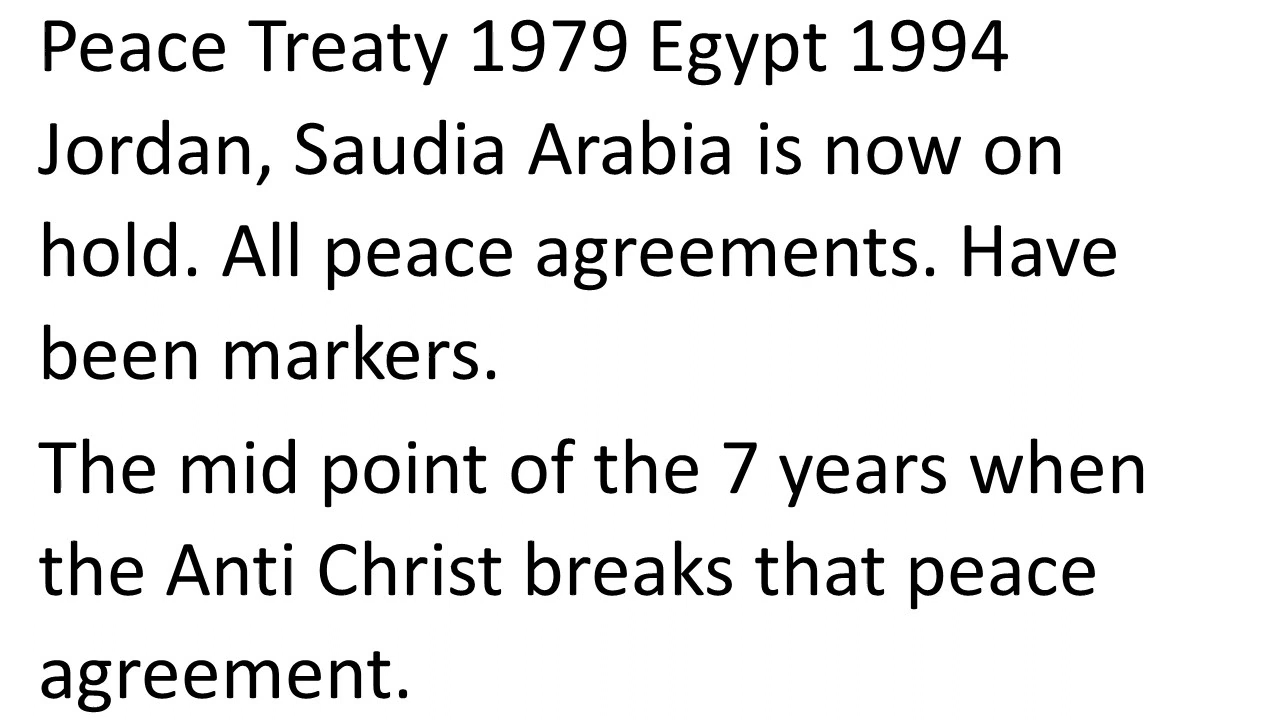 Peace Treaty 1979 Egypt 1994
Jordan, Saudia Arabia is now on
hold. All peace agreements. Have
been markers.
The mid point of the 7 years when
the Anti Christ breaks that peace
agreement.